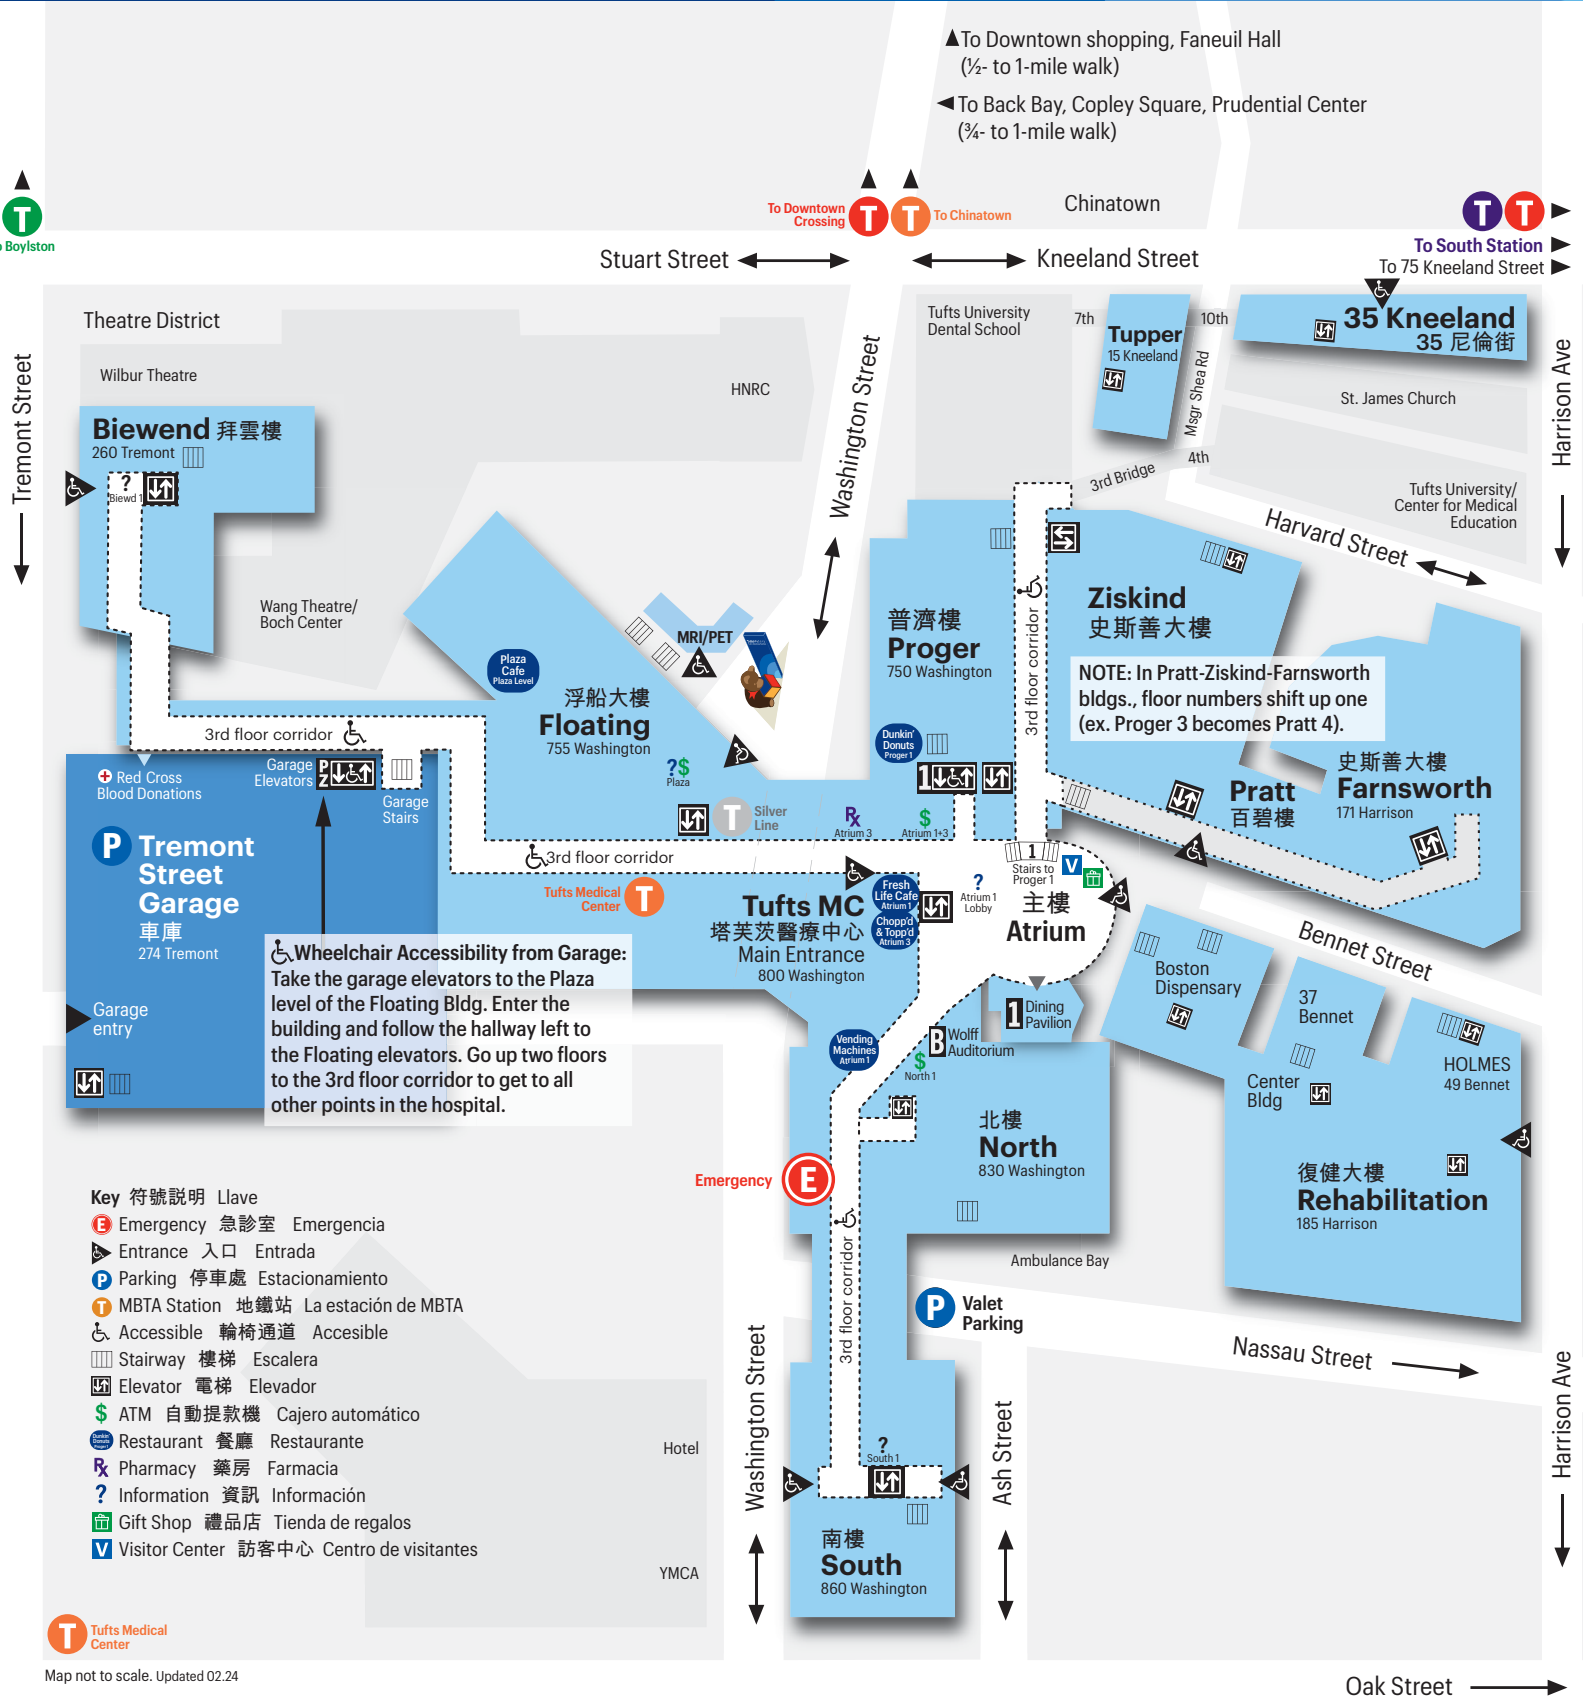 To Downtown shopping, Faneuil Hall
(½- to 1-mile walk)
To Back Bay, Copley Square, Prudential Center
(¾- to 1-mile walk)
T
Boylston
To Downtown
Crossing
T
T
To Chinatown
Chinatown
T
T
To South Station
To 75 Kneeland Street
Stuart Street
Kneeland Street
Theatre District
Wilbur Theatre
HNRC
Tremont Street
Washington Street
Tufts University
Dental School
7th
Tupper
15 Kneeland
10th
Msgr Shea Rd
35 Kneeland
35 尼倫街
St. James Church
Harrison Ave
4th
3rd Bridge
Tufts University/
Center for Medical
Education
Harvard Street
Biewend 拜雲樓
260 Tremont
?
Biewd 1
Wang Theatre/
Boch Center
MRI/PET
Plaza
Cafe
Plaza Level
浮船大樓
Floating
755 Washington
?$
Plaza
Silver
Line
T
普濟樓
Proger
750 Washington
Dunkin'
Donuts
Proger 1
1
Rx
Atrium 3
$
Atrium 1+3
3rd floor corridor
Ziskind
史斯善大樓
NOTE: In Pratt-Ziskind-Farnsworth
bldgs., floor numbers shift up one
(ex. Proger 3 becomes Pratt 4).
Pratt
百碧樓
史斯善大樓
Farnsworth
171 Harrison
3rd floor corridor
Red Cross
Blood Donations
Garage
Elevators
P
Z
Garage
Stairs
P
Tremont
Street
Garage
車庫
274 Tremont
Garage
entry
3rd floor corridor
Tufts Medical
Center
T
Tufts MC
塔芙茨醫療中心
Main Entrance
800 Washington
Fresh
Life Cafe
Atrium 1
Chopp'd
& Topp'd
Atrium 3
?
Atrium 1
Lobby
1
Stairs to
Proger 1
V
主樓
Atrium
Wheelchair Accessibility from Garage:
Take the garage elevators to the Plaza
level of the Floating Bldg. Enter the
building and follow the hallway left to
the Floating elevators. Go up two floors
to the 3rd floor corridor to get to all
other points in the hospital.
1
Dining
Pavilion
B
Wolff
Auditorium
Vending
Machines
Atrium 1
$
North 1
Bennet Street
Boston
Dispensary
37
Bennet
HOLMES
49 Bennet
Center
Bldg
復健大樓
Rehabilitation
185 Harrison
北樓
North
830 Washington
Emergency
E
Ambulance Bay
3rd floor corridor
P
Valet
Parking
Nassau Street
Washington Street
Ash Street
Harrison Ave
?
South 1
南樓
South
860 Washington
Hotel
YMCA
Key 符號説明 Llave
E Emergency 急診室 Emergencia
Entrance 入口 Entrada
P Parking 停車處 Estacionamiento
T MBTA Station 地鐵站 La estación de MBTA
Accessible 輪椅通道 Accesible
Stairway 樓梯 Escalera
Elevator 電梯 Elevador
$ ATM 自動提款機 Cajero automático
Dunkin' Donuts Proger 1 Restaurant 餐廳 Restaurante
Rx Pharmacy 藥房 Farmacia
? Information 資訊 Información
Gift Shop 禮品店 Tienda de regalos
V Visitor Center 訪客中心 Centro de visitantes
T
Tufts Medical
Center
Map not to scale. Updated 02.24
Oak Street